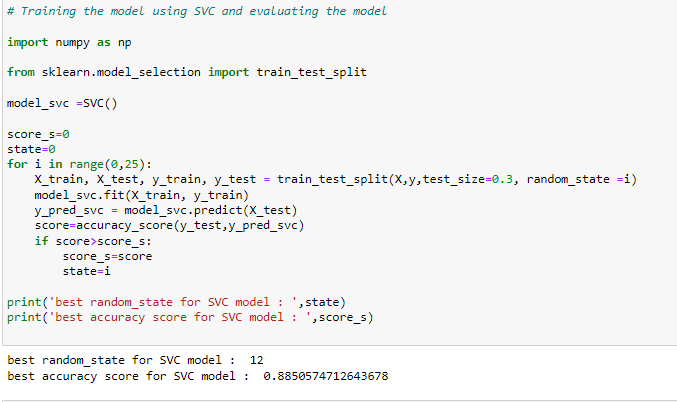 # Training the model using SVC and evaluating the model
import numpy as np
from sklearn.model_selection import train_test_split
model_svc =SVC()
score_s=0
state=0
for i in range(0,25):
    X_train, X_test, y_train, y_test = train_test_split(X,y,test_size=0.3, random_state =i)
    model_svc.fit(X_train, y_train)
    y_pred_svc = model_svc.predict(X_test)
    score=accuracy_score(y_test,y_pred_svc)
    if score>score_s:
        score_s=score
        state=i
print('best random_state for SVC model : ',state)
print('best accuracy score for SVC model : ',score_s)
best random_state for SVC model :  12
best accuracy score for SVC model :  0.8850574712643678